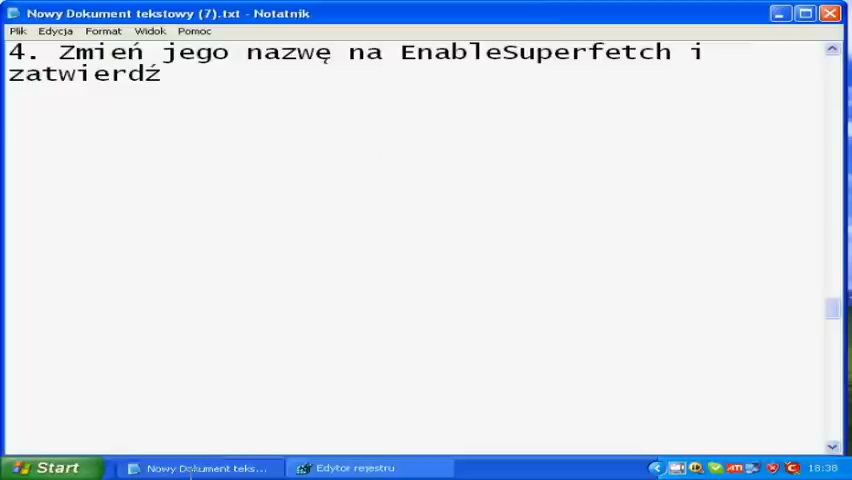 Nowy Dokument tekstowy (7).txt - Notatnik
Plik Edycja Format Widok Pomoc
4. Zmień jego nazwę na EnableSuperfetch i
zatwierdź
Start Nowy Dokument teks... Edytor rejestru ATI 18:38